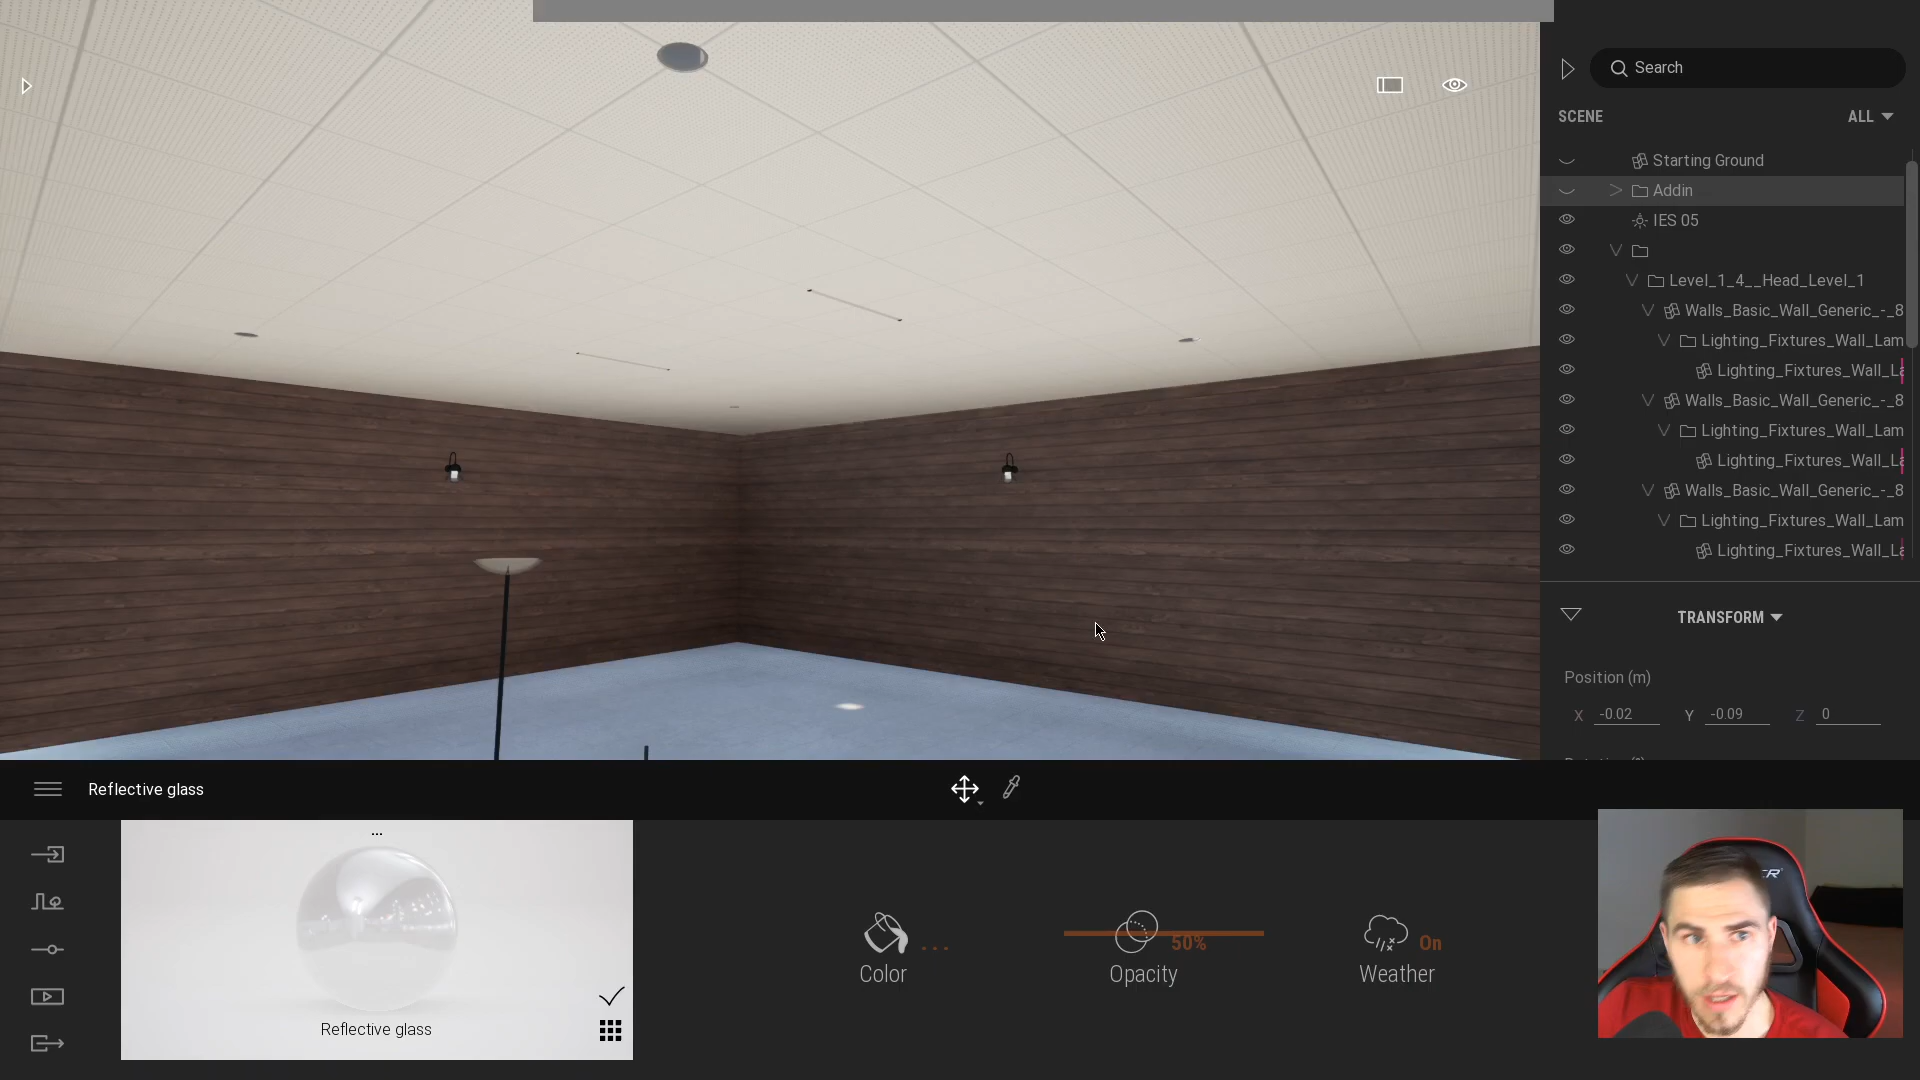 Search
SCENE
ALL
Starting Ground
Addin
IES 05
Level_1_4__Head_Level_1
Walls_Basic_Wall_Generic_-_8
Lighting_Fixtures_Wall_Lam
Lighting_Fixtures_Wall_La
Walls_Basic_Wall_Generic_-_8
Lighting_Fixtures_Wall_Lam
Lighting_Fixtures_Wall_La
Walls_Basic_Wall_Generic_-_8
Lighting_Fixtures_Wall_Lam
Lighting_Fixtures_Wall_La
TRANSFORM
Position (m)
X -0.02 Y -0.09 Z 0
Reflective glass
...
Reflective glass
...
Color
50%
Opacity
On
Weather